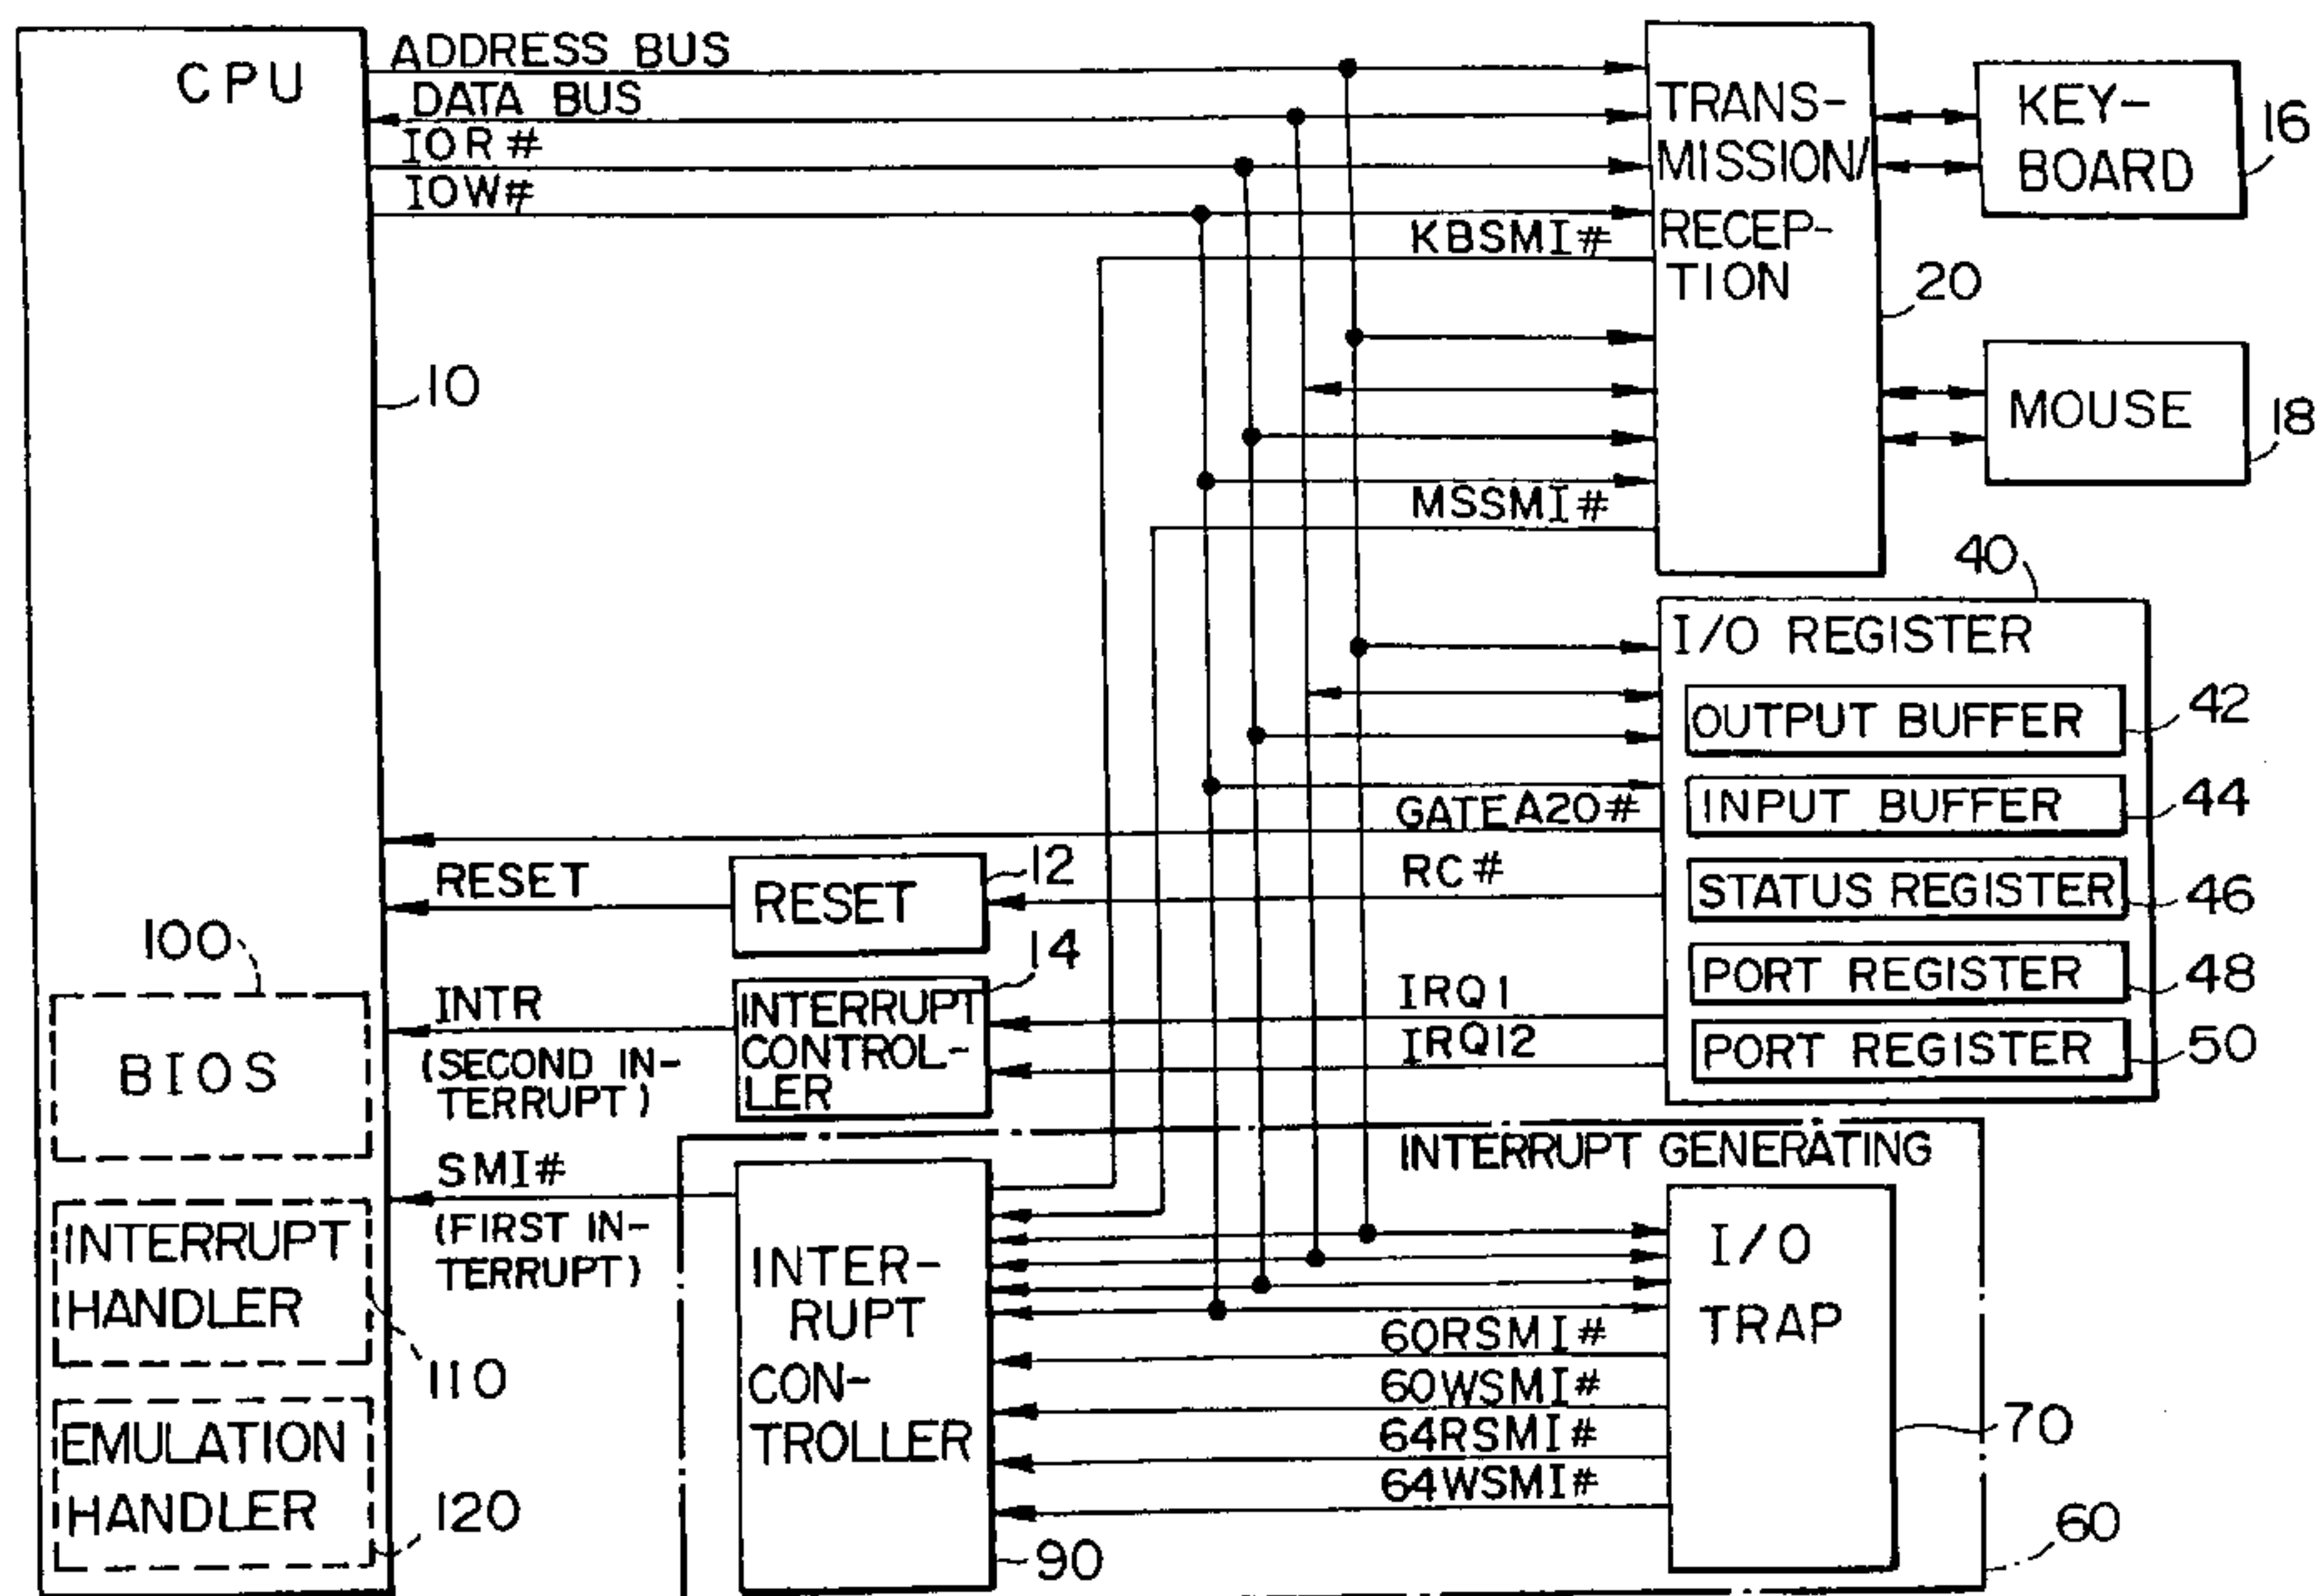 CPU
ADDRESS BUS
DATA BUS
IOR#
IOW#
10
TRANS-
MISSION/
RECEP-
TION
20
KEY-
BOARD
16
MOUSE
18
KBSMI#
MSSMI#
40
I/O REGISTER
OUTPUT BUFFER
42
INPUT BUFFER
44
STATUS REGISTER
46
PORT REGISTER
48
PORT REGISTER
50
GATEA20#
RC#
IRQ1
IRQ12
RESET
RESET
12
INTR
(SECOND IN-
TERRUPT)
INTERRUPT
CONTROL-
LER
14
100
BIOS
SMI#
(FIRST IN-
TERRUPT)
INTERRUPT
HANDLER
110
EMULATION
HANDLER
120
INTERRUPT GENERATING
INTER-
RUPT
CON-
TROLLER
90
60RSMI#
60WSMI#
64RSMI#
64WSMI#
I/O
TRAP
70
60